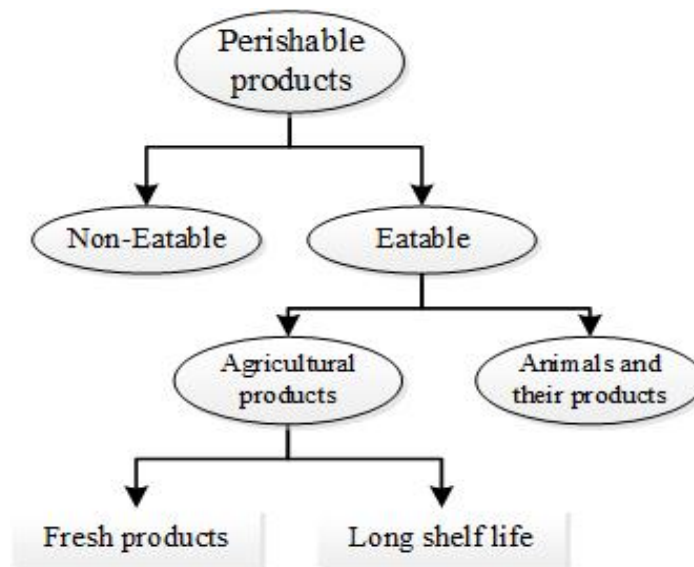 Perishable
products
Non-Eatable
Eatable
Agricultural
products
Animals and
their products
Fresh products
Long shelf life